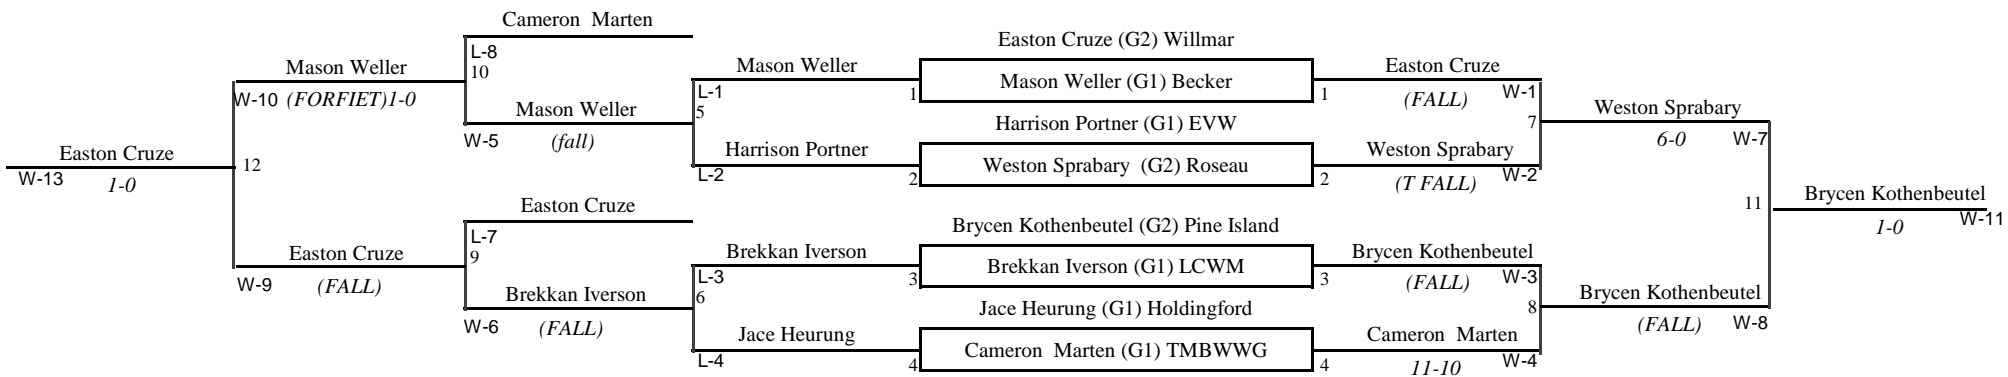 Cameron  Marten
Easton Cruze (G2) Willmar
L-8
Mason Weller
10
Mason Weller
Mason Weller (G1) Becker
Easton Cruze
W-10 (FORFIET)1-0
L-1
1
1
(FALL)
W-1
Mason Weller
5
Harrison Portner (G1) EVW
7
Weston Sprabary
W-5
(fall)
6-0
W-7
Easton Cruze
Harrison Portner
Weston Sprabary  (G2) Roseau
Weston Sprabary
12
W-13
1-0
L-2
2
2
(T FALL)
W-2
Easton Cruze
Brycen Kothenbeutel (G2) Pine Island
11
Brycen Kothenbeutel
L-7
1-0
W-11
Easton Cruze
9
Brekkan Iverson
Brekkan Iverson (G1) LCWM
Brycen Kothenbeutel
W-9
(FALL)
L-3
3
3
(FALL)
W-3
Brekkan Iverson
6
Jace Heurung (G1) Holdingford
8
Brycen Kothenbeutel
W-6
(FALL)
(FALL)
W-8
Jace Heurung
Cameron  Marten (G1) TMBWWG
Cameron  Marten
L-4
4
4
11-10
W-4